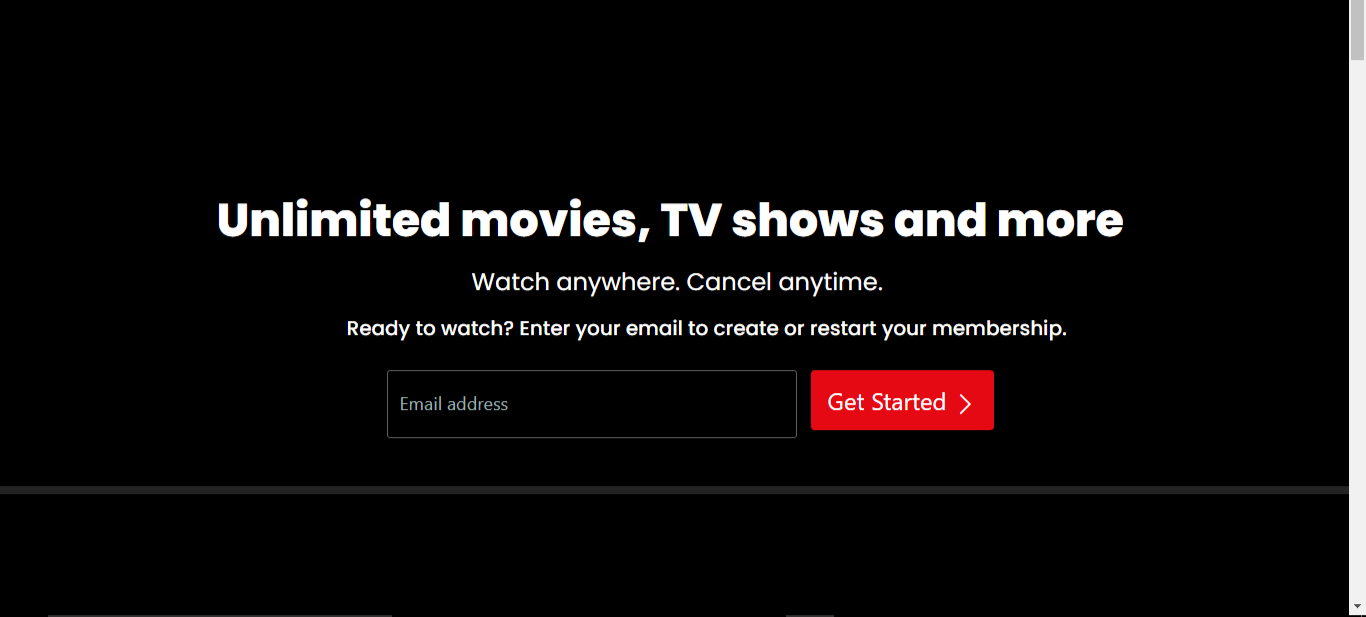 Unlimited movies, TV shows and more
Watch anywhere. Cancel anytime.
Ready to watch? Enter your email to create or restart your membership.
Email address
Get Started